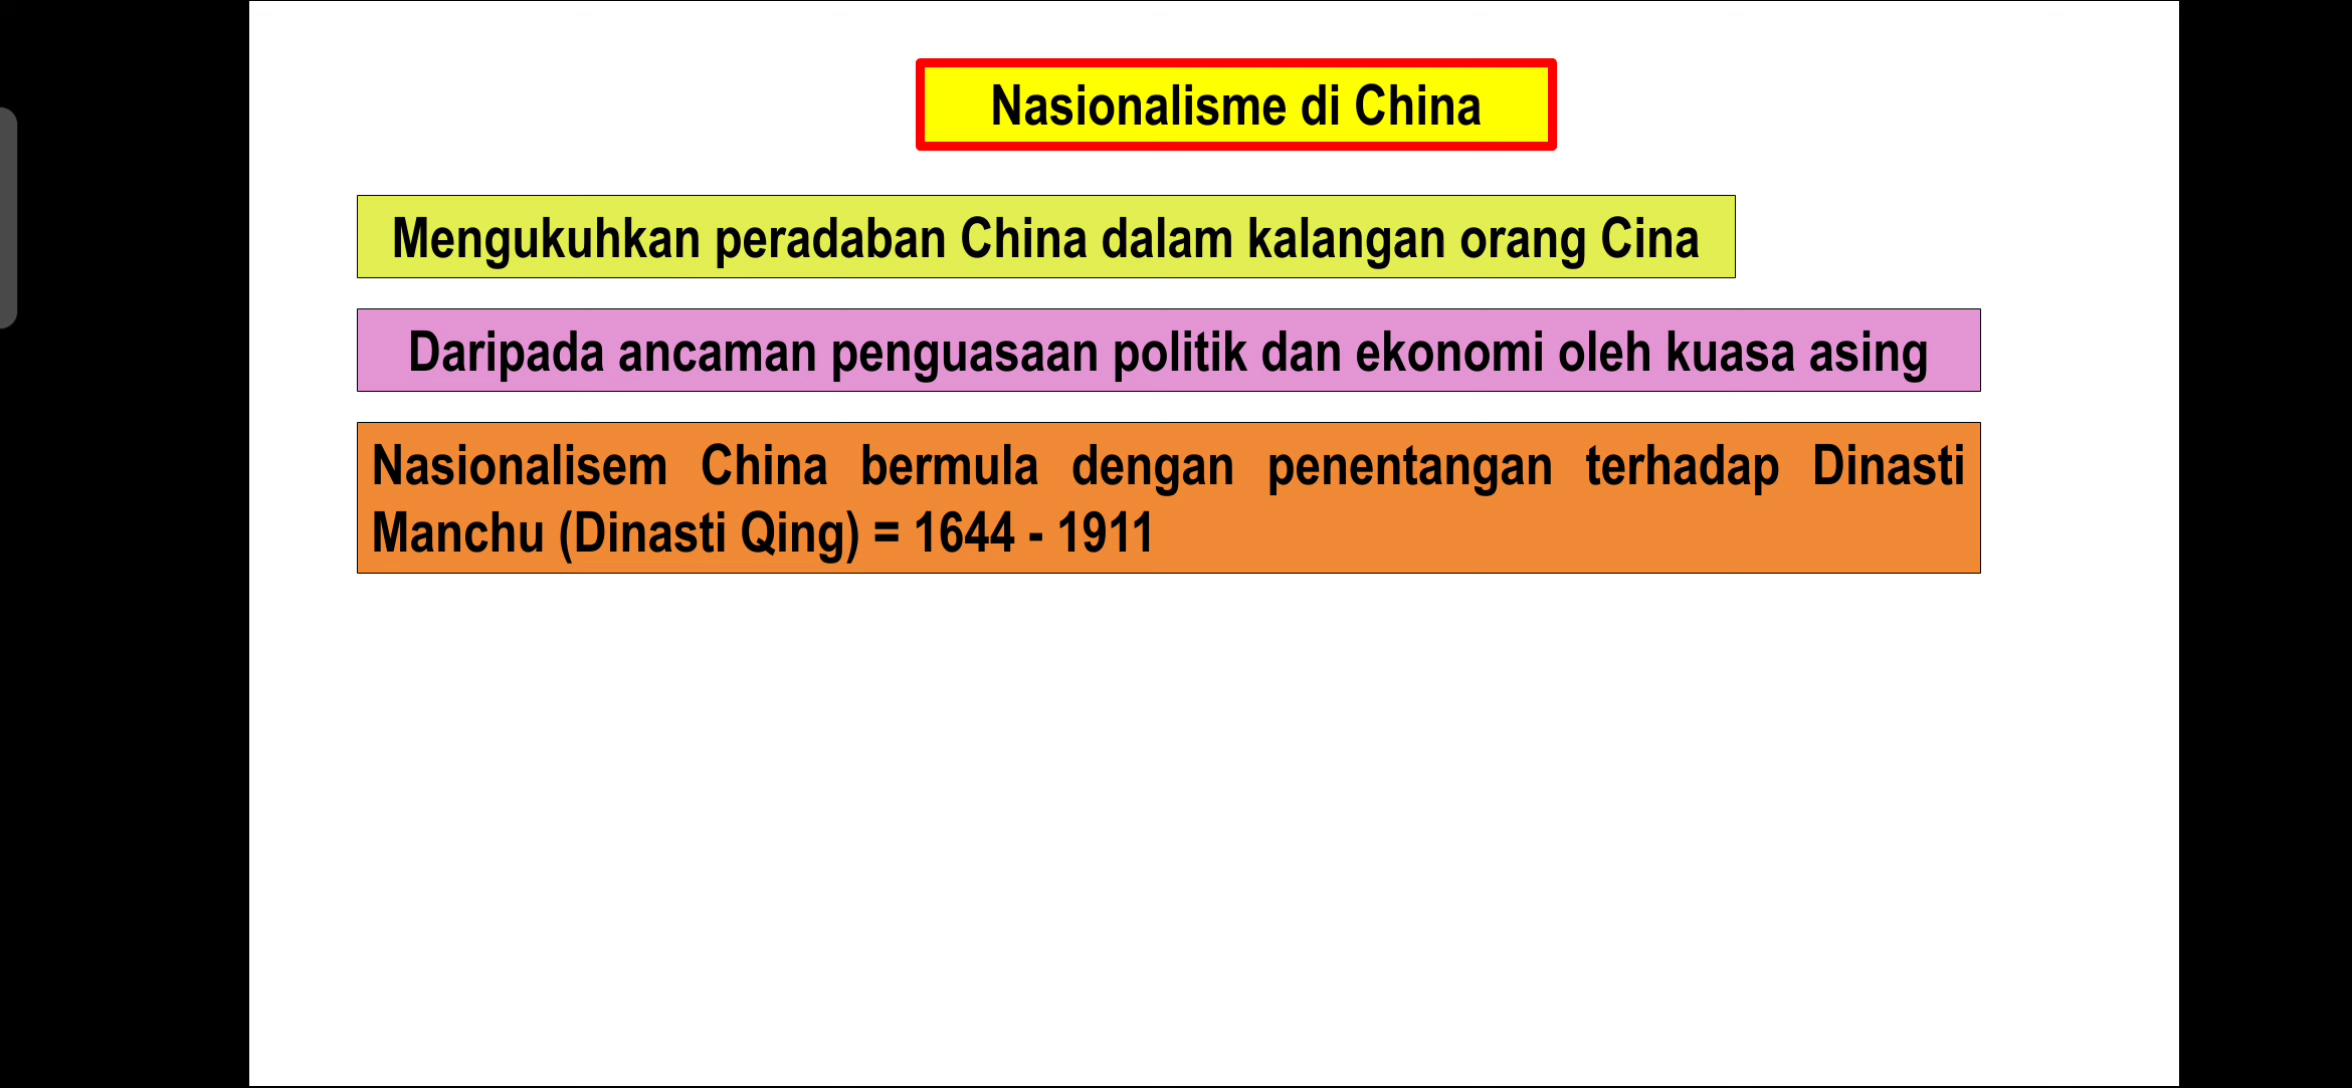 Nasionalisme di China
Mengukuhkan peradaban China dalam kalangan orang Cina
Daripada ancaman penguasaan politik dan ekonomi oleh kuasa asing
Nasionalisem China bermula dengan penentangan terhadap Dinasti
Manchu (Dinasti Qing) = 1644 - 1911